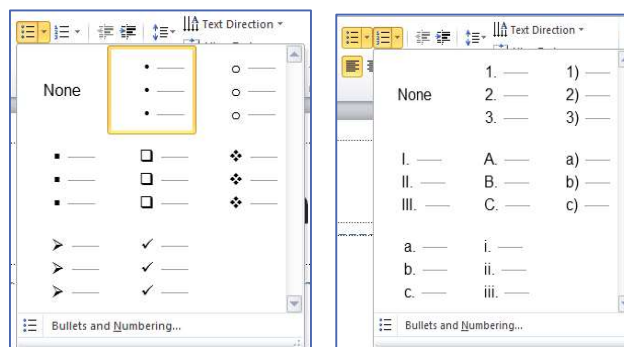 Text Direction
None
Bullets and Numbering...
Text Direction
None
1.
2.
3.
1)
2)
3)
I.
II.
III.
A.
B.
C.
a)
b)
c)
a.
b.
c.
i.
ii.
iii.
Bullets and Numbering...